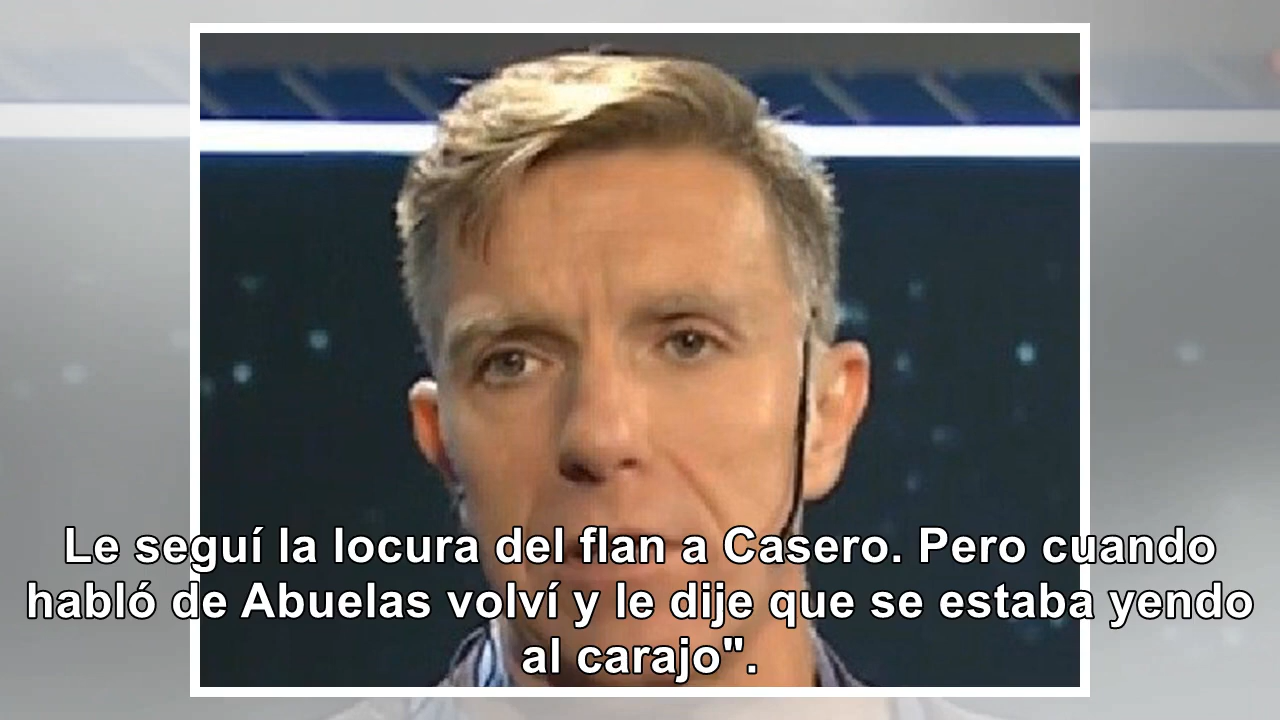 Le seguí la locura del flan a Casero. Pero cuando
habló de Abuelas volví y le dije que se estaba yendo
al carajo".